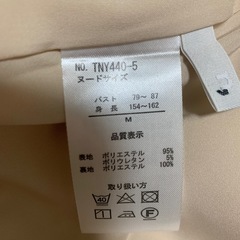 NO. TNY440-5
ヌードサイズ
バスト 79~ 87
身長 154~162
M
品質表示
表地 ポリエステル 95%
ポリウレタン 5%
裏地 ポリエステル 100%
取り扱い方